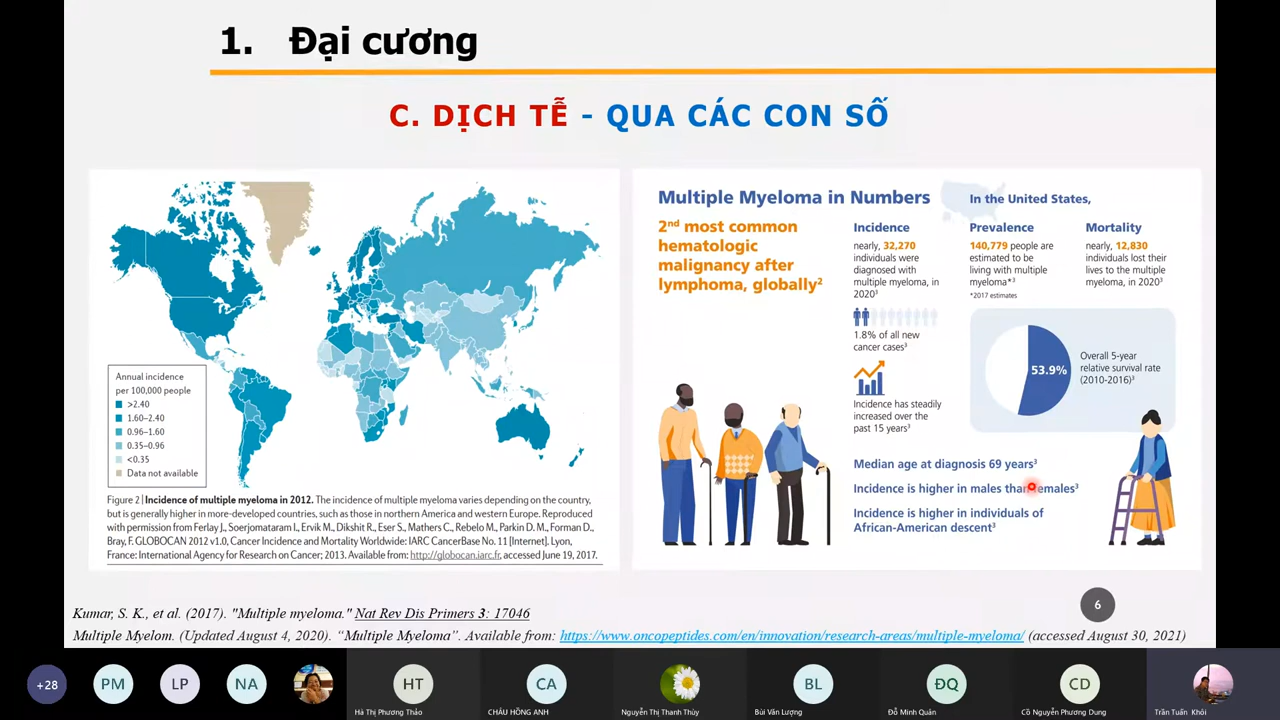 1. Đại cương
C. DỊCH TỄ - QUA CÁC CON SỐ
Annual incidence
per 100,000 people
>2.40
1.60–2.40
0.96–1.60
0.35–0.96
<0.35
Data not available
Figure 2 | Incidence of multiple myeloma in 2012. The incidence of multiple myeloma varies depending on the country,
but is generally higher in more-developed countries, such as those in northern America and western Europe. Reproduced
with permission from Ferlay J., Soerjomataram I., Ervik M., Dikshit R., Eser S., Mathers C., Rebelo M., Parkin D. M., Forman D.,
Bray, F. GLOBOCAN 2012 v1.0, Cancer Incidence and Mortality Worldwide: IARC CancerBase No. 11 [Internet]. Lyon,
France: International Agency for Research on Cancer; 2013. Available from: http://globocan.iarc.fr, accessed June 19, 2017.
Multiple Myeloma in Numbers
2nd most common
hematologic
malignancy after
lymphoma, globally2
Incidence
nearly, 32,270
individuals were
diagnosed with
multiple myeloma, in
20203
1.8% of all new
cancer cases3
Incidence has steadily
increased over the
past 15 years3
In the United States,
Prevalence
140,779 people are
estimated to be
living with multiple
myeloma*3
*2017 estimates
Mortality
nearly, 12,830
individuals lost their
lives to the multiple
myeloma, in 20203
53.9%
Overall 5-year
relative survival rate
(2010-2016)3
Median age at diagnosis 69 years3
Incidence is higher in males than females3
Incidence is higher in individuals of
African-American descent3
6
Kumar, S. K., et al. (2017). "Multiple myeloma." Nat Rev Dis Primers 3: 17046
Multiple Myelom. (Updated August 4, 2020). “Multiple Myeloma”. Available from: https://www.oncopeptides.com/en/innovation/research-areas/multiple-myeloma/ (accessed August 30, 2021)
+28
PM
LP
NA
HT
CA
BL
ĐQ
CD
Hà Thị Phương Thảo
CHÂU HỒNG ANH
Nguyễn Thị Thanh Thủy
Bùi Văn Lượng
Đỗ Minh Quân
Cồ Nguyễn Phương Dung
Trần Tuấn Khôi